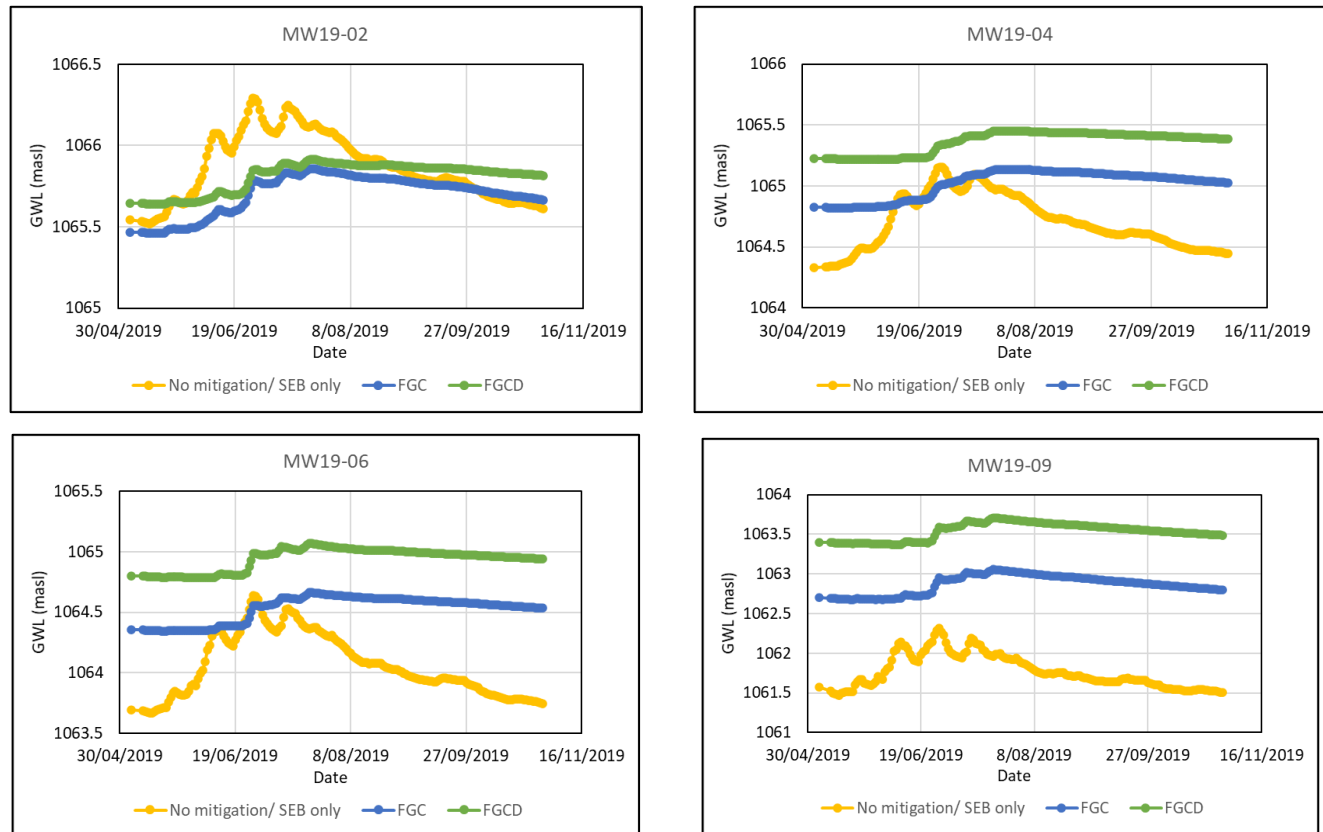 MW19-02
1066.5
1066
1065.5
1065
GWL (masl)
30/04/2019 19/06/2019 8/08/2019 27/09/2019 16/11/2019
Date
No mitigation/ SEB only FGC FGCD
MW19-04
1066
1065.5
1065
1064.5
1064
GWL (masl)
30/04/2019 19/06/2019 8/08/2019 27/09/2019 16/11/2019
Date
No mitigation/ SEB only FGC FGCD
MW19-06
1065.5
1065
1064.5
1064
1063.5
GWL (masl)
30/04/2019 19/06/2019 8/08/2019 27/09/2019 16/11/2019
Date
No mitigation/ SEB only FGC FGCD
MW19-09
1064
1063.5
1063
1062.5
1062
1061.5
1061
GWL (masl)
30/04/2019 19/06/2019 8/08/2019 27/09/2019 16/11/2019
Date
No mitigation/ SEB only FGC FGCD